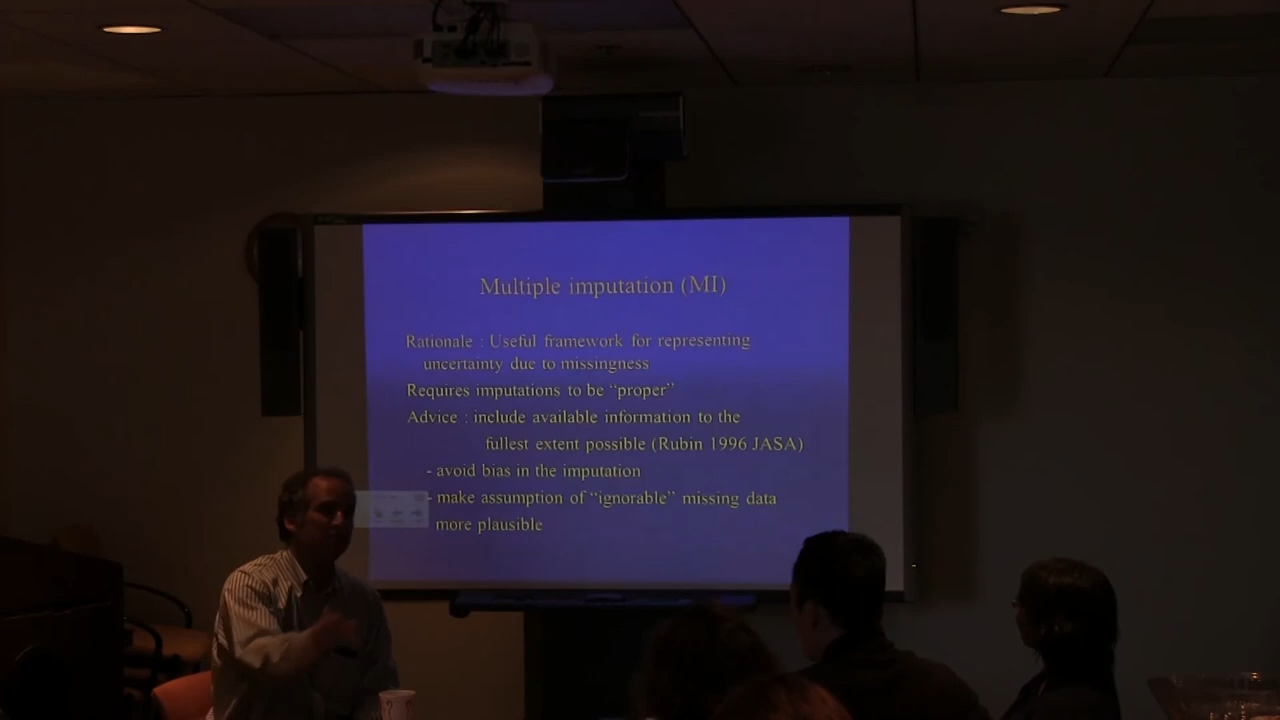 Multiple imputation (MI)
Rationale : Useful framework for representing
uncertainty due to missingness
Requires imputations to be “proper”
Advice : include available information to the
fullest extent possible (Rubin 1996 JASA)
- avoid bias in the imputation
- make assumption of “ignorable” missing data
more plausible